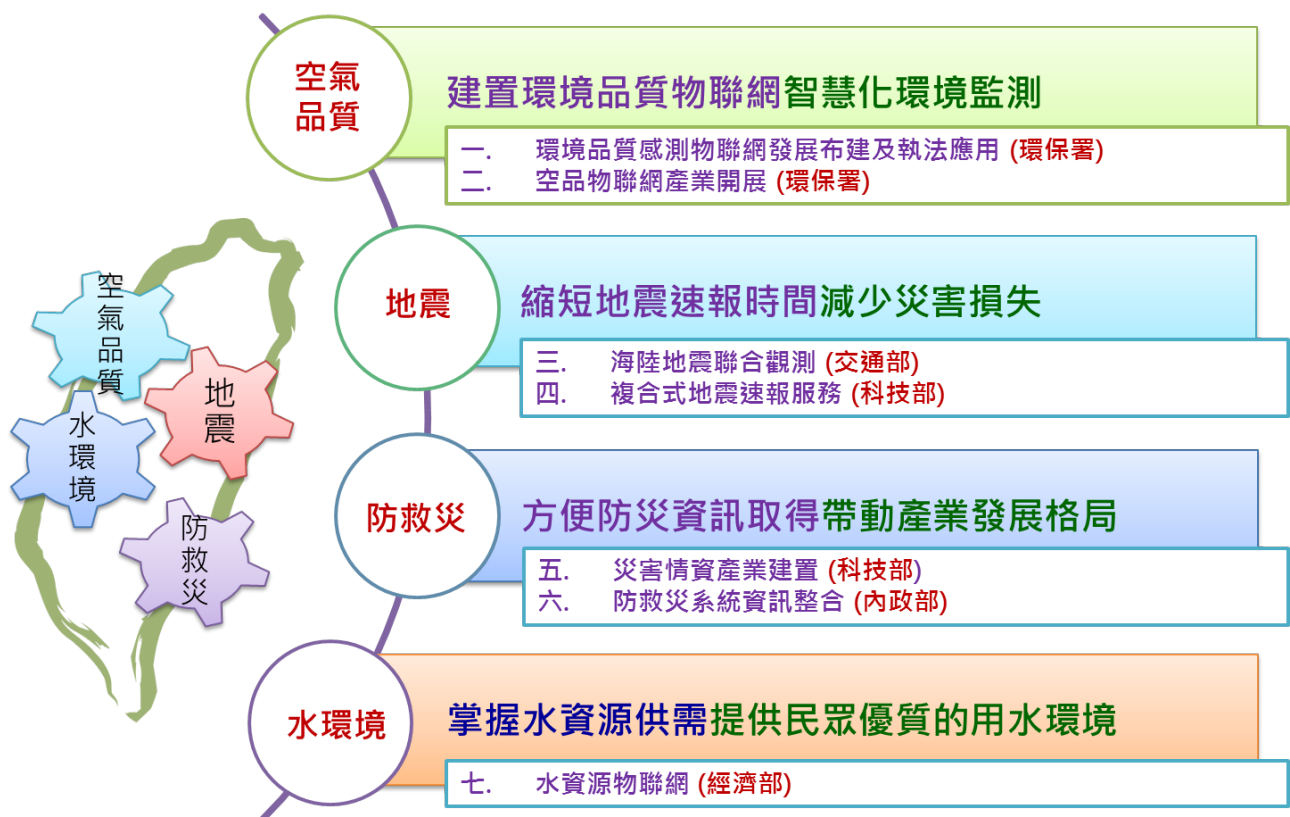 空氣
品質
建置環境品質物聯網智慧化環境監測
一. 環境品質感測物聯網發展布建及執法應用 (環保署)
二. 空品物聯網產業開展 (環保署)
地震
縮短地震速報時間減少災害損失
三. 海陸地震聯合觀測 (交通部)
四. 複合式地震速報服務 (科技部)
防救災
方便防災資訊取得帶動產業發展格局
五. 災害情資產業建置 (科技部)
六. 防救災系統資訊整合 (內政部)
水環境
掌握水資源供需提供民眾優質的用水環境
七. 水資源物聯網 (經濟部)
空氣品質
地震
水環境
防救災